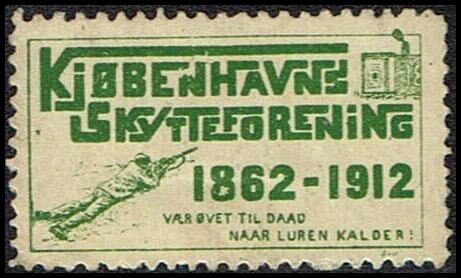 KJØBENHAVNS
SKYTTEFORENING
1862-1912
VÆR ØVET TIL DAAD
NAAR LUREN KALDER!